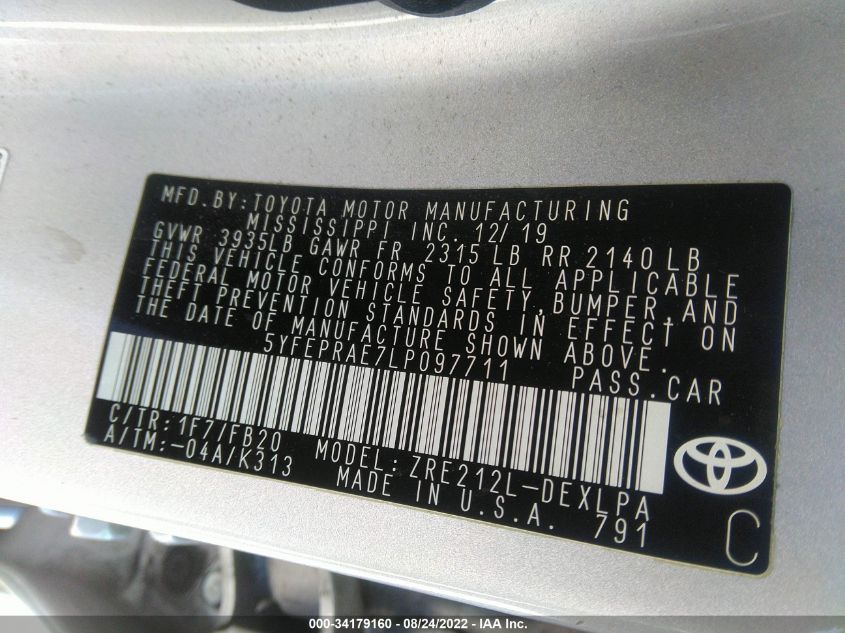 MFD. BY: TOYOTA MOTOR MANUFACTURING
MISSISSIPPI INC. 12/19
GVWR 3935LB GAWR FR 2315 LB RR 2140 LB
THIS VEHICLE CONFORMS TO ALL APPLICABLE
FEDERAL MOTOR VEHICLE SAFETY, BUMPER, AND
THEFT PREVENTION STANDARDS IN EFFECT ON
THE DATE OF MANUFACTURE SHOWN ABOVE.
5YFEPRAE7LP097711 PASS. CAR
C/TR: 1F7/FB20 MODEL: ZRE212L-DEXLPA
A/TM: -04A/K313 MADE IN U.S.A. 791
C
000-34179160 - 08/24/2022 - IAA Inc.